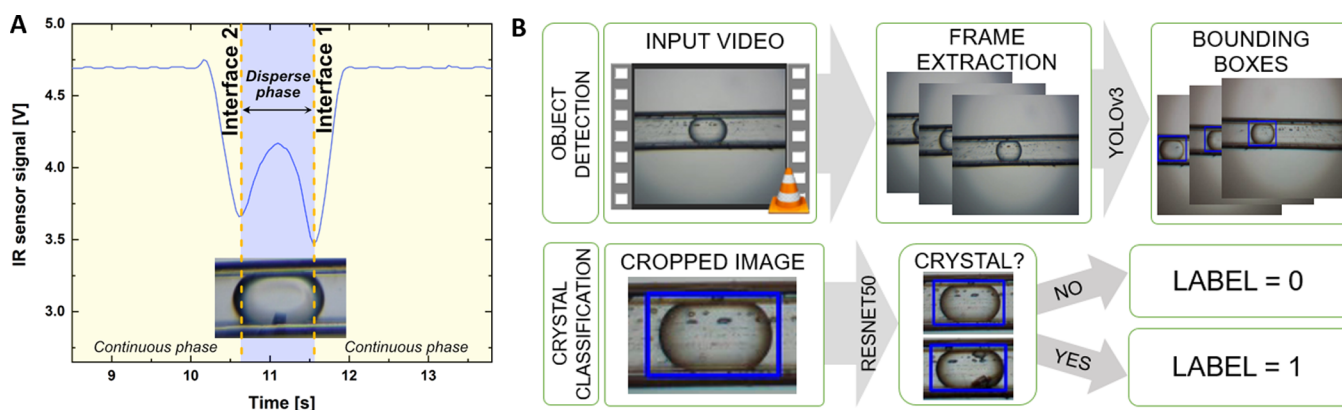 A
IR sensor signal [V]
5.0
4.5
4.0
3.5
3.0
Interface 2
Disperse
phase
Interface 1
Continuous phase
Continuous phase
9
10
11
12
13
Time [s]
B
OBJECT
DETECTION
INPUT VIDEO
FRAME
EXTRACTION
YOLOv3
BOUNDING
BOXES
CRYSTAL
CLASSIFICATION
CROPPED IMAGE
RESNET50
CRYSTAL?
NO
YES
LABEL = 0
LABEL = 1